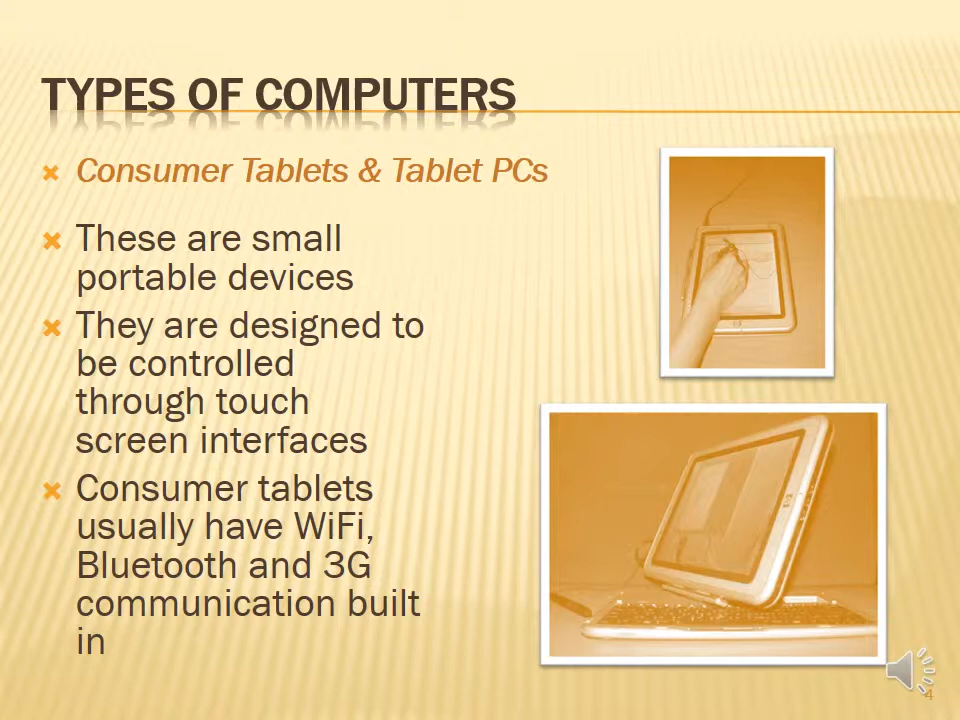 TYPES OF COMPUTERS
Consumer Tablets & Tablet PCs
These are small
portable devices
They are designed to
be controlled
through touch
screen interfaces
Consumer tablets
usually have WiFi,
Bluetooth and 3G
communication built
in
4